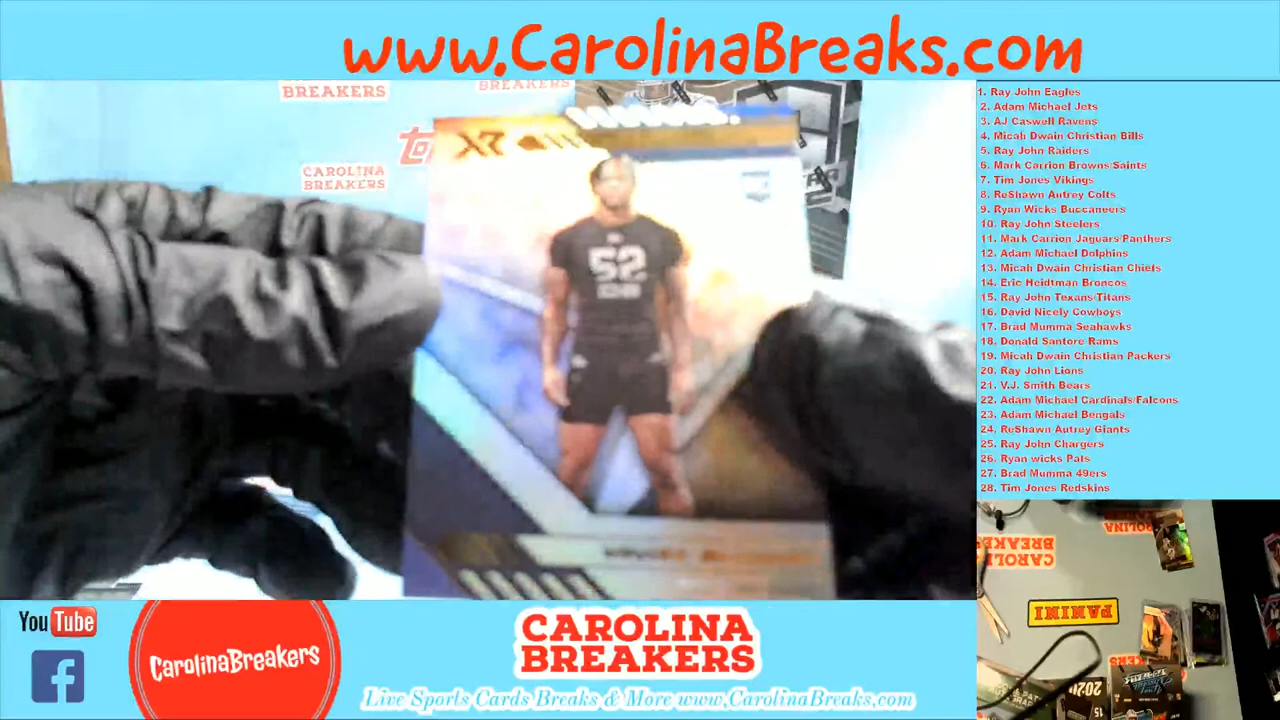 www.CarolinaBreaks.com
CAROLINA
BREAKERS
BREAKERS
CAROLINA
BREAKERS
52
1. Ray John Eagles
2. Adam Michael Jets
3. AJ Caswell Ravens
4. Micah Dwain Christian Bills
5. Ray John Raiders
6. Mark Carrion Browns/Saints
7. Tim Jones Vikings
8. ReShawn Autrey Colts
9. Ryan Wicks Buccaneers
10. Ray John Steelers
11. Mark Carrion Jaguars/Panthers
12. Adam Michael Dolphins
13. Micah Dwain Christian Chiefs
14. Eric Heidtman Broncos
15. Ray John Texans/Titans
16. David Nicely Cowboys
17. Brad Mumma Seahawks
18. Donald Santore Rams
19. Micah Dwain Christian Packers
20. Ray John Lions
21. V.J. Smith Bears
22. Adam Michael Cardinals/Falcons
23. Adam Michael Bengals
24. ReShawn Autrey Giants
25. Ray John Chargers
26. Ryan wicks Pats
27. Brad Mumma 49ers
28. Tim Jones Redskins
CAROLINA
BREAKERS
PANINI
YouTube
CarolinaBreakers
CAROLINA
BREAKERS
Live Sports Cards Breaks & More www.CarolinaBreaks.com